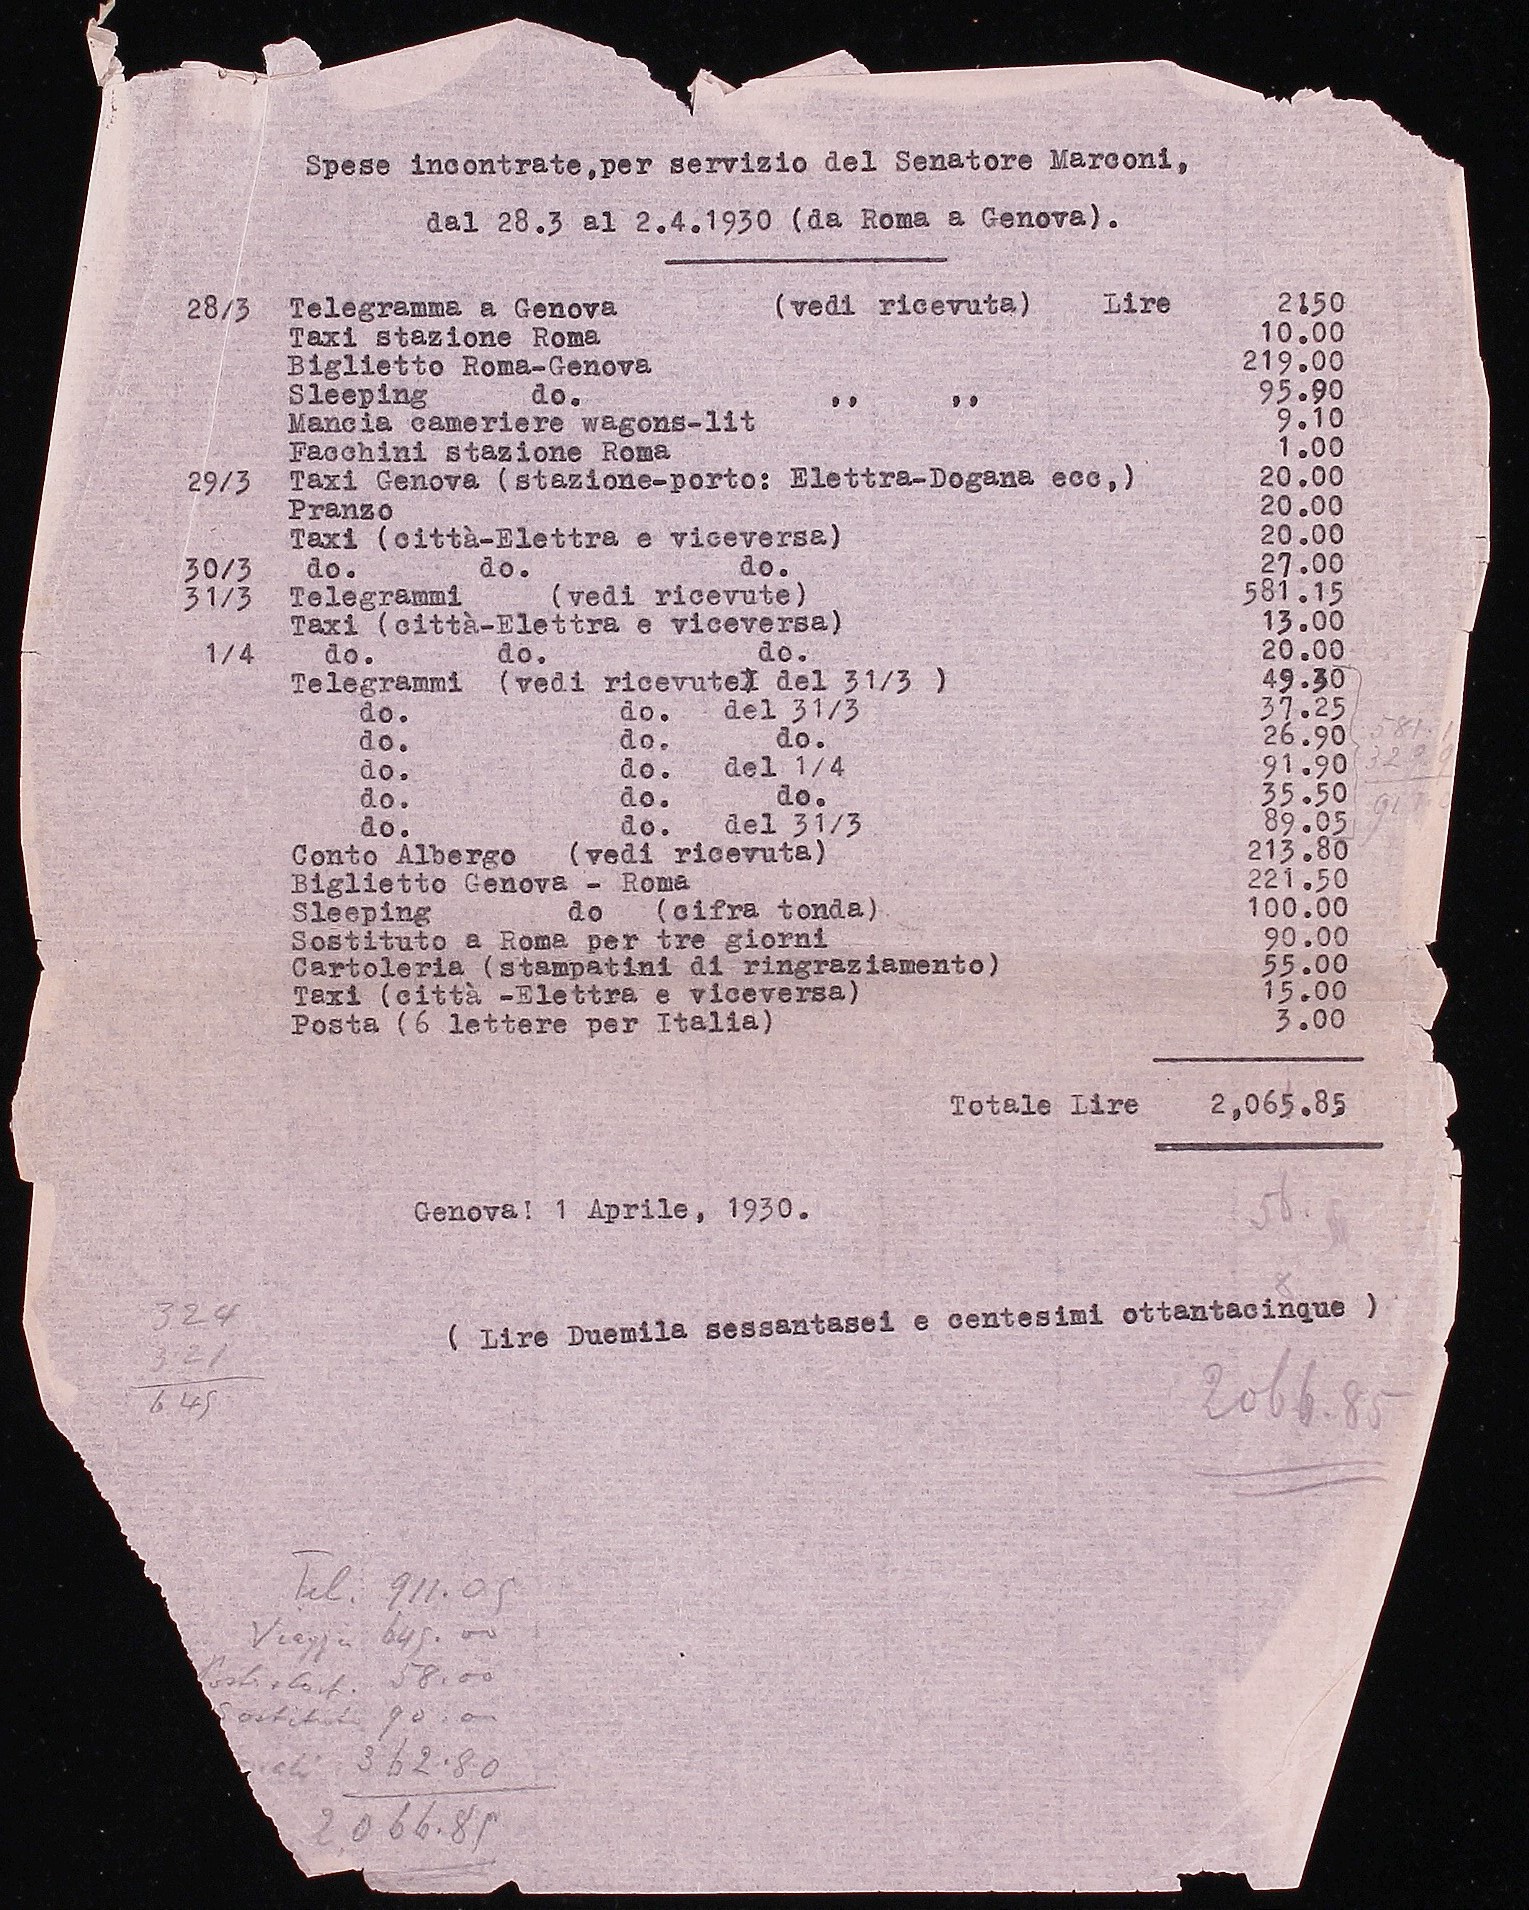 Spese incontrate,per servizio del Senatore Marconi,
dal 28.3 al 2.4.1930 (da Roma a Genova).
28/3 Telegramma a Genova (vedi ricevuta) Lire 21.50
Taxi stazione Roma 10.00
Biglietto Roma-Genova 219.00
Sleeping do. ,, ,, 95.90
Mancia cameriere wagons-lit 9.10
Facchini stazione Roma 1.00
29/3 Taxi Genova (stazione-porto: Elettra-Dogana ecc,) 20.00
Pranzo 20.00
Taxi (città-Elettra e viceversa) 20.00
30/3 do. do. do. 27.00
31/3 Telegrammi (vedi ricevute) 581.15
Taxi (città-Elettra e viceversa) 13.00
1/4 do. do. do. 20.00
Telegrammi (vedi ricevute) del 31/3 ) 49.30
do. do. del 31/3 37.25
do. do. do. 26.90
581.1
do. do. del 1/4 91.90
do. do. do. 35.50
do. do. del 31/3 89.05
Conto Albergo (vedi ricevuta) 213.80
Biglietto Genova - Roma 221.50
Sleeping do (cifra tonda) 100.00
Sostituto a Roma per tre giorni 90.00
Cartoleria (stampatini di ringraziamento) 55.00
Taxi (città -Elettra e viceversa) 15.00
Posta (6 lettere per Italia) 3.00
Totale Lire 2,065.85
Genova! 1 Aprile, 1930.
56.
324
321
645
( Lire Duemila sessantasei e centesimi ottantacinque )
2066.85
Tel. 911.05
Viaggi 645.00
58.00
Sostituto 90.00
362.80
2,066.85